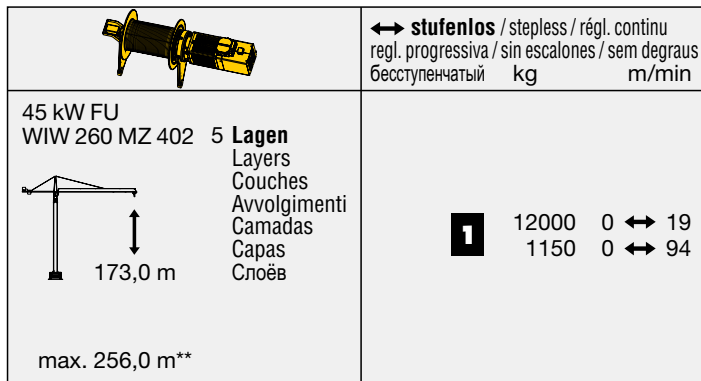 ↔ stufenlos / stepless / régl. continu
regl. progressiva / sin escalones / sem degraus
бесступенчатый / kg m/min
45 kW FU
WIW 260 MZ 402 5 Lagen
Layers
Couches
Avvolgimenti
Camadas
Capas
Слоёв
173,0 m
max. 256,0 m**
1 12000 0 ↔ 19
1150 0 ↔ 94